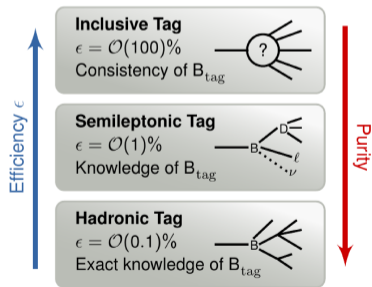 Inclusive Tag
ϵ = 𝒪(100)%
Consistency of B_tag
?
Semileptonic Tag
ϵ = 𝒪(1)%
Knowledge of B_tag
B
D
ℓ
ν
Hadronic Tag
ϵ = 𝒪(0.1)%
Exact knowledge of B_tag
B
Efficiency ϵ
Purity